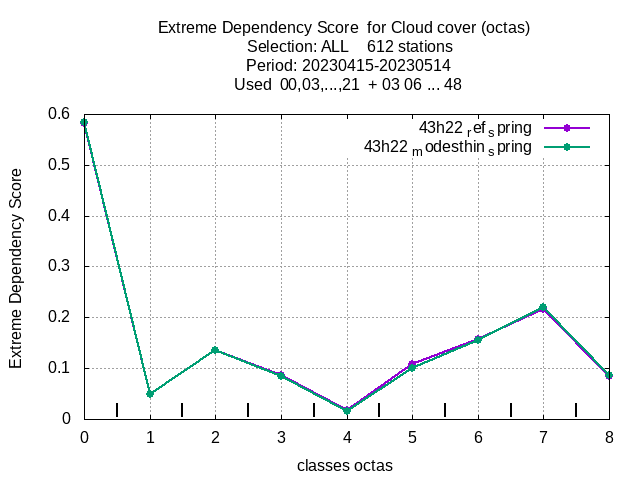 Extreme Dependency Score  for Cloud cover (octas)
Selection: ALL    612 stations
Period: 20230415-20230514
Used  00,03,...,21  + 03 06 ... 48
43h22 ref spring
43h22 modesthin spring
Extreme Dependency Score
0.6
0.5
0.4
0.3
0.2
0.1
0
0 1 2 3 4 5 6 7 8
classes octas